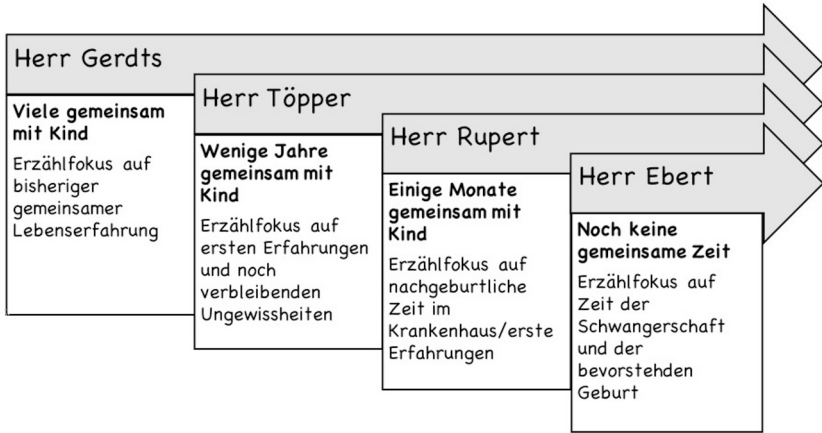 Herr Gerdts
Viele gemeinsam
mit Kind
Erzählfokus auf
bisheriger
gemeinsamer
Lebenserfahrung
Herr Töpper
Wenige Jahre
gemeinsam mit
Kind
Erzählfokus auf
ersten Erfahrungen
und noch
verbleibenden
Ungewissheiten
Herr Rupert
Einige Monate
gemeinsam mit
Kind
Erzählfokus auf
nachgeburtliche
Zeit im
Krankenhaus/erste
Erfahrungen
Herr Ebert
Noch keine
gemeinsame Zeit
Erzählfokus auf
Zeit der
Schwangerschaft
und der
bevorstehden
Geburt